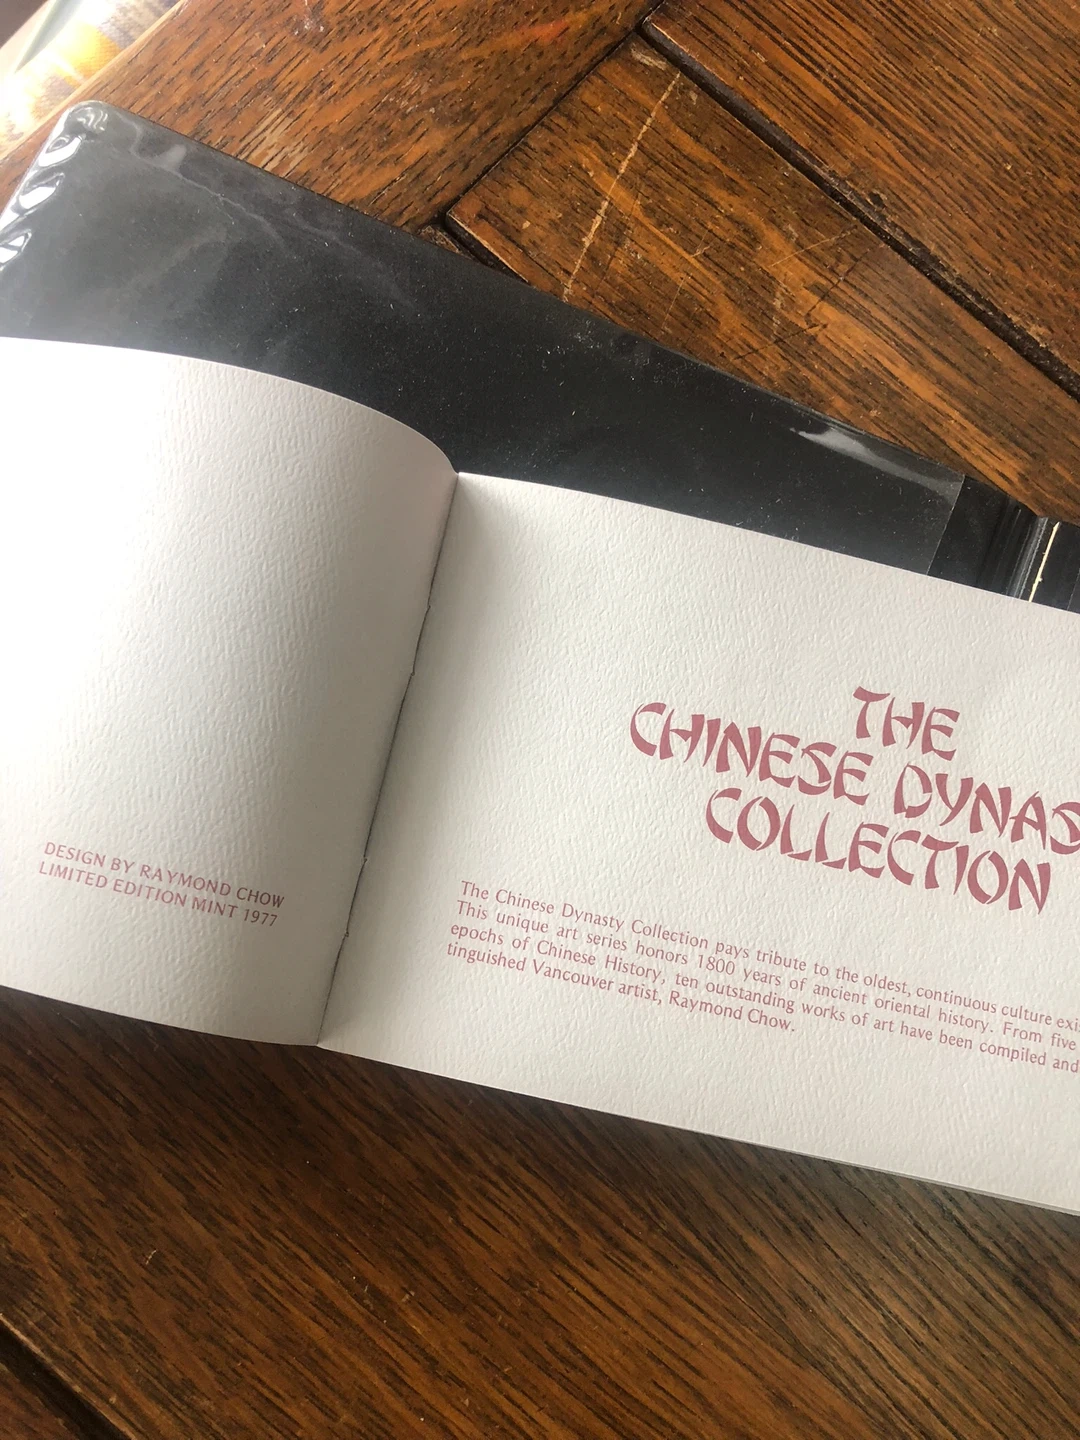 DESIGN BY RAYMOND CHOW
LIMITED EDITION MINT 1977
THE
CHINESE DYNAS
COLLECTION
The Chinese Dynasty Collection pays tribute to the oldest, continuous culture exi
This unique art series honors 1800 years of ancient oriental history. From five
epochs of Chinese History, ten outstanding works of art have been compiled and
tinguished Vancouver artist, Raymond Chow.